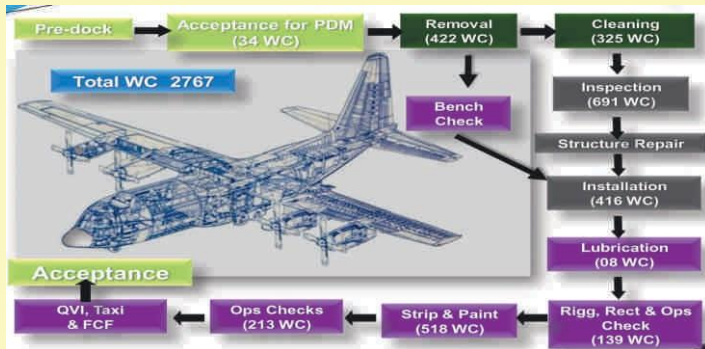 Pre-dock
Acceptance for PDM
(34 WC)
Removal
(422 WC)
Cleaning
(325 WC)
Total WC 2767
Bench
Check
Inspection
(691 WC)
Structure Repair
Installation
(416 WC)
Lubrication
(08 WC)
Acceptance
QVI, Taxi
& FCF
Ops Checks
(213 WC)
Strip & Paint
(518 WC)
Rigg, Rect & Ops
Check
(139 WC)